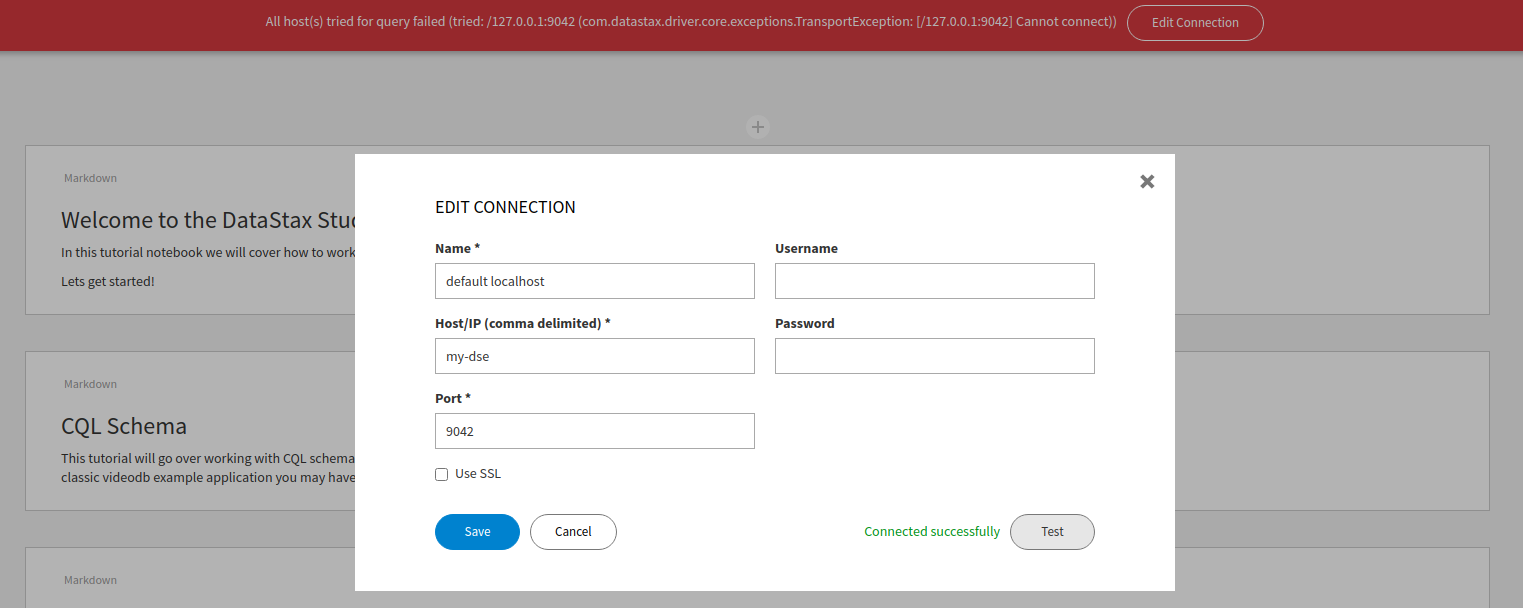 All host(s) tried for query failed (tried: /127.0.0.1:9042 (com.datastax.driver.core.exceptions.TransportException: [/127.0.0.1:9042] Cannot connect))
Edit Connection
Markdown
Welcome to the DataStax
In this tutorial notebook we will cover how to work
Lets get started!
Markdown
CQL Schema
This tutorial will go over working with CQL schema
classic videodb example application you may have
Markdown
EDIT CONNECTION
Name *
default localhost
Username
Host/IP (comma delimited) *
my-dse
Password
Port *
9042
Use SSL
Save
Cancel
Connected successfully
Test